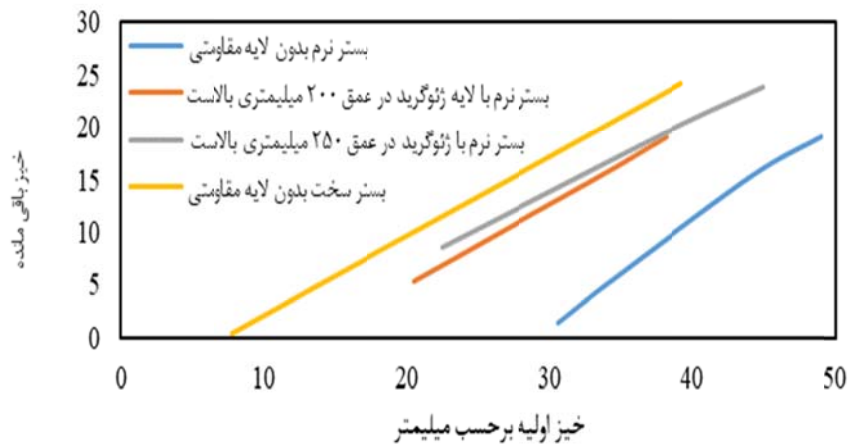 30
25
20
15
10
5
0
خیز باقی مانده
بستر نرم بدون لایه مقاومتی
بستر نرم با لایه ژئوگرید در عمق ۲۰۰ میلیمتری بالاست
بستر نرم با ژئوگرید در عمق ۲۵۰ میلیمتری بالاست
بستر سخت بدون لایه مقاومتی
0 10 20 30 40 50
خیز اولیه برحسب میلیمتر